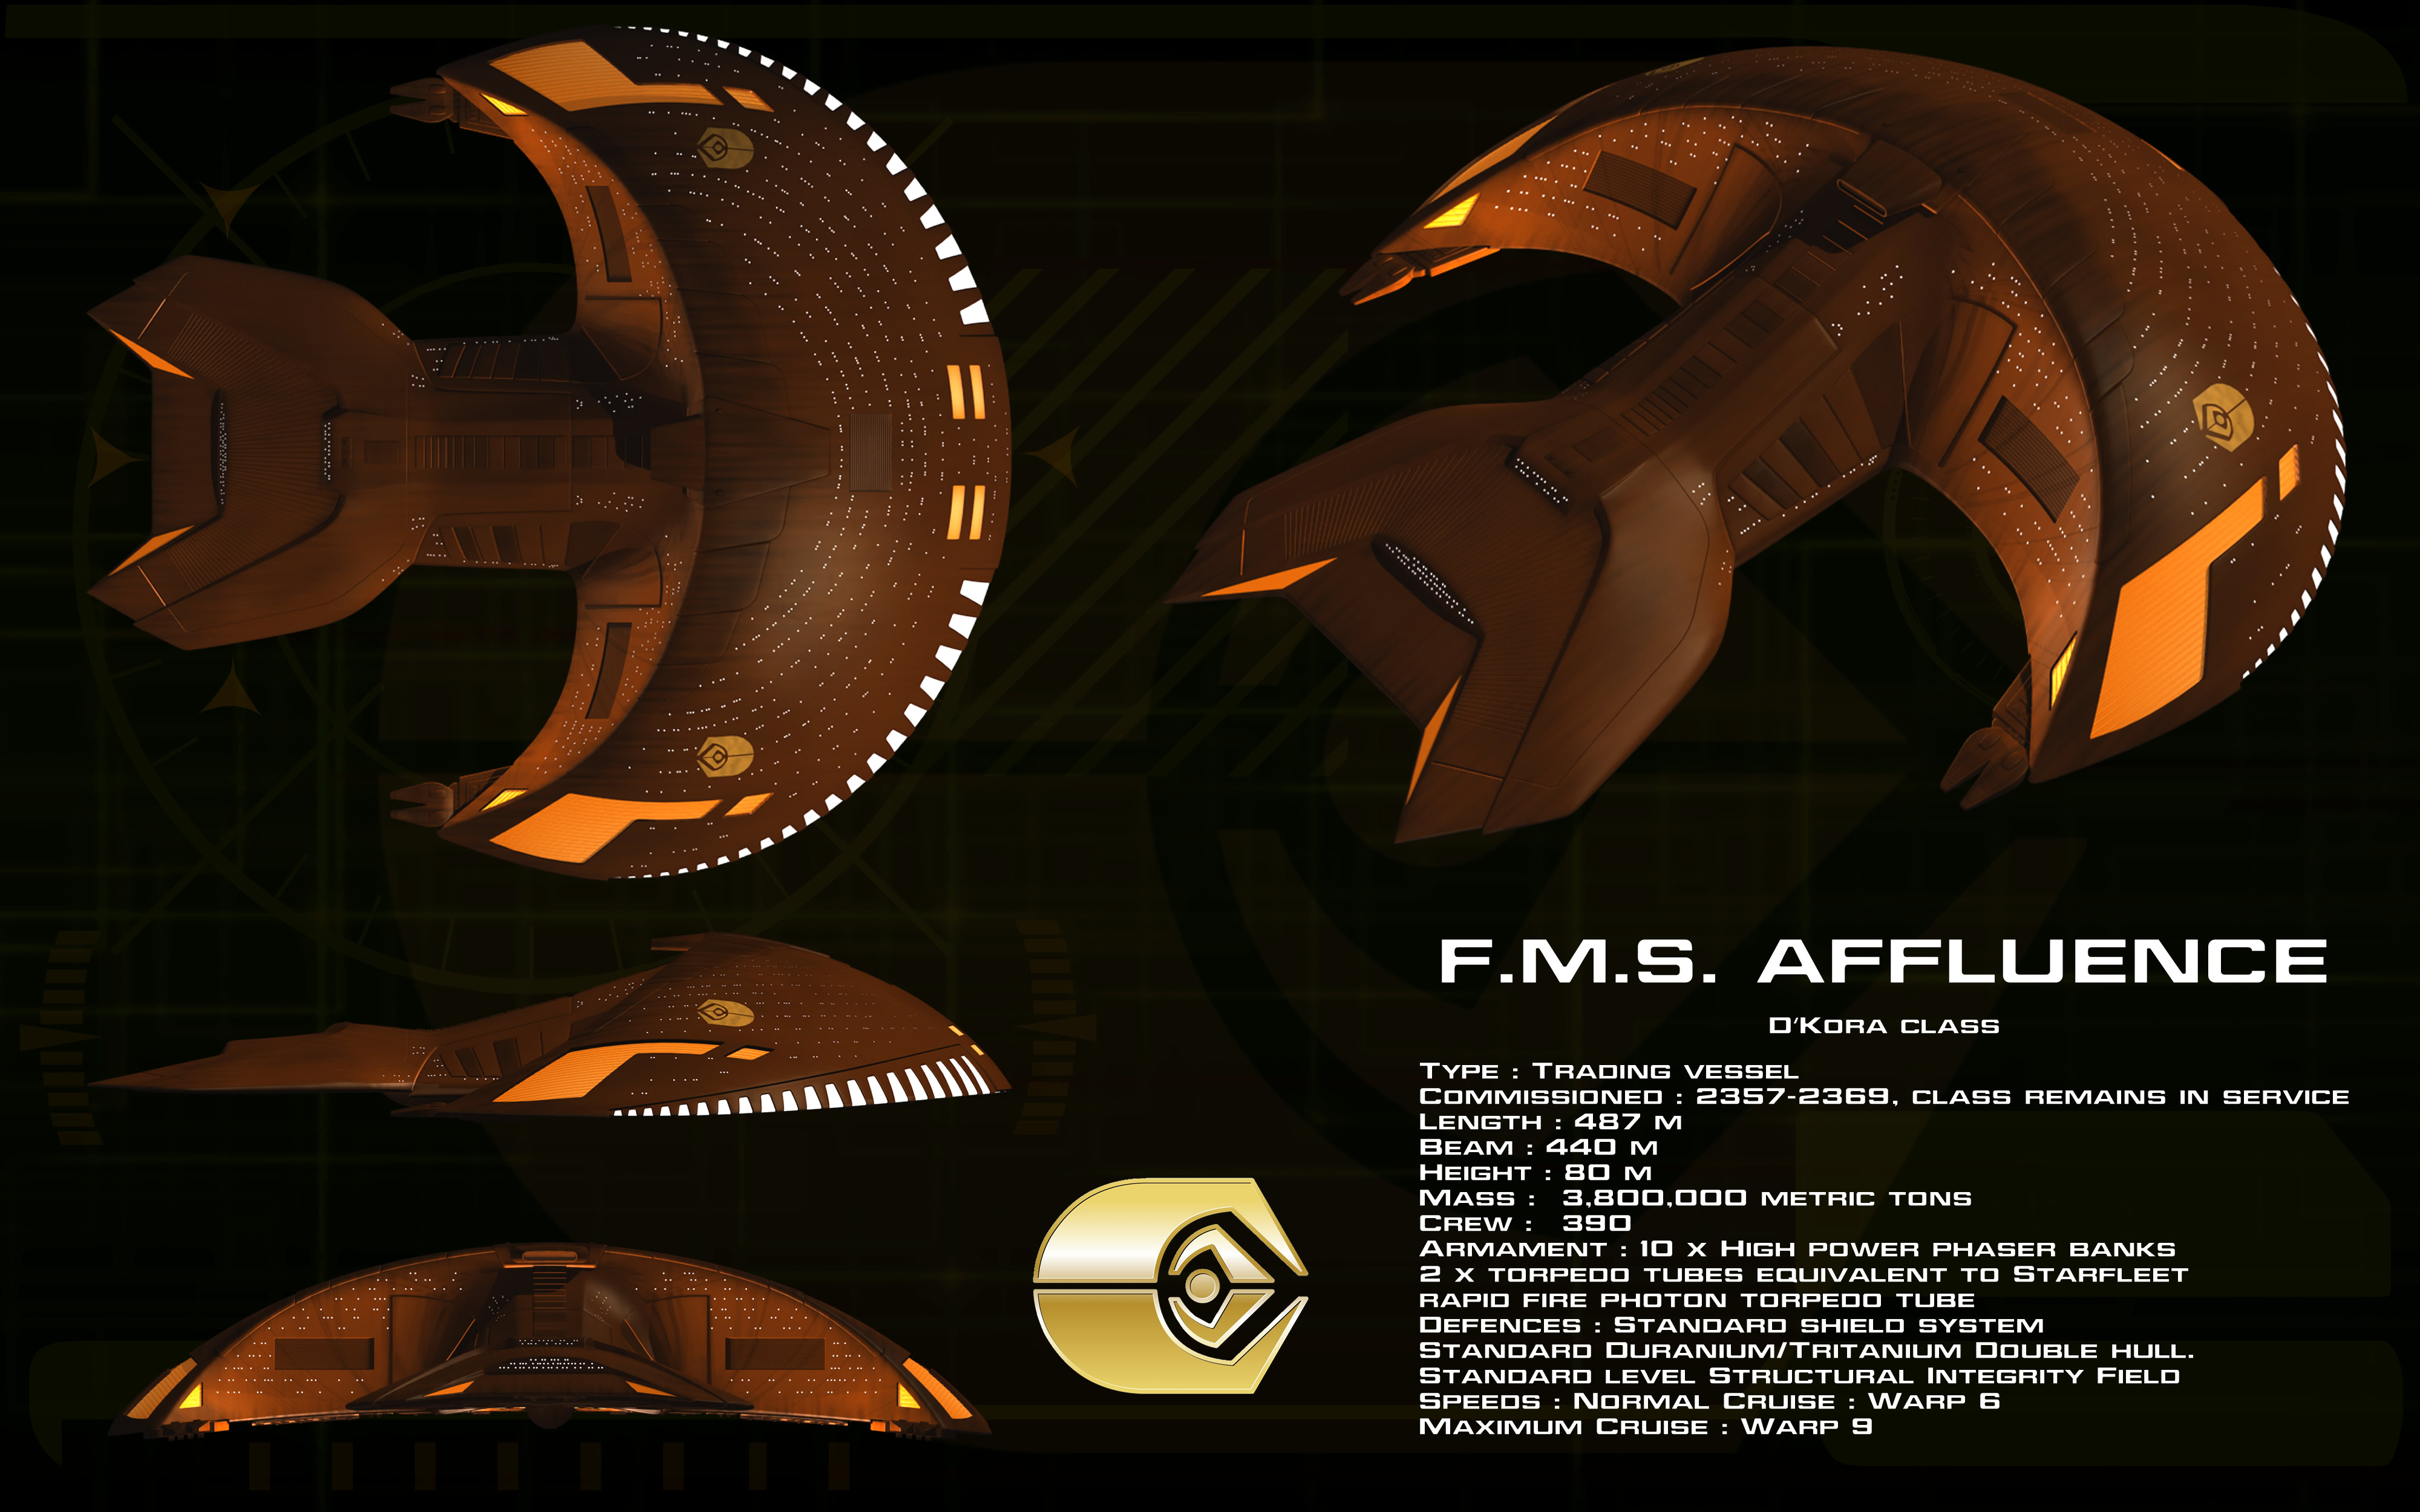 F.M.S. AFFLUENCE
D'KORA CLASS
TYPE : TRADING VESSEL
COMMISSIONED : 2357-2369, CLASS REMAINS IN SERVICE
LENGTH : 487 M
BEAM : 440 M
HEIGHT : 80 M
MASS : 3,800,000 METRIC TONS
CREW : 390
ARMAMENT : 10 X HIGH POWER PHASER BANKS
2 X TORPEDO TUBES EQUIVALENT TO STARFLEET
RAPID FIRE PHOTON TORPEDO TUBE
DEFENCES : STANDARD SHIELD SYSTEM
STANDARD DURANIUM/TRITANIUM DOUBLE HULL.
STANDARD LEVEL STRUCTURAL INTEGRITY FIELD
SPEEDS : NORMAL CRUISE : WARP 6
MAXIMUM CRUISE : WARP 9